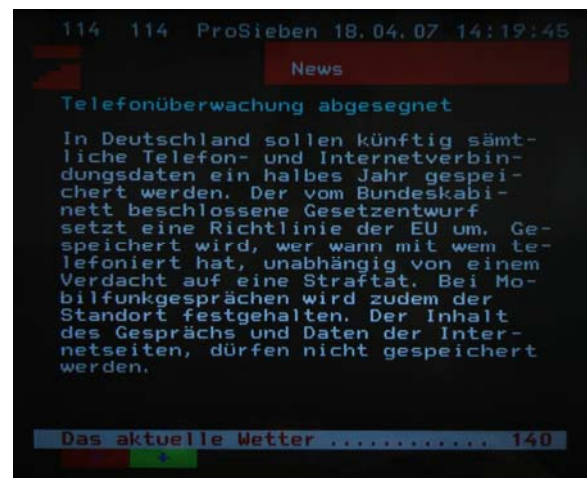 114 114 ProSieben 18.04.07 14:19:45
News
Telefonüberwachung abgesegnet
In Deutschland sollen künftig sämt-
liche Telefon- und Internetverbin-
dungsdaten ein halbes Jahr gespei-
chert werden. Der vom Bundeskabi-
nett beschlossene Gesetzentwurf
setzt eine Richtlinie der EU um. Ge-
speichert wird, wer wann mit wem te-
lefoniert hat, unabhängig von einem
Verdacht auf eine Straftat. Bei Mo-
bilfunkgesprächen wird zudem der
Standort festgehalten. Der Inhalt
des Gesprächs und Daten der Inter-
netseiten, dürfen nicht gespeichert
werden.
Das aktuelle Wetter ............ 140
- +